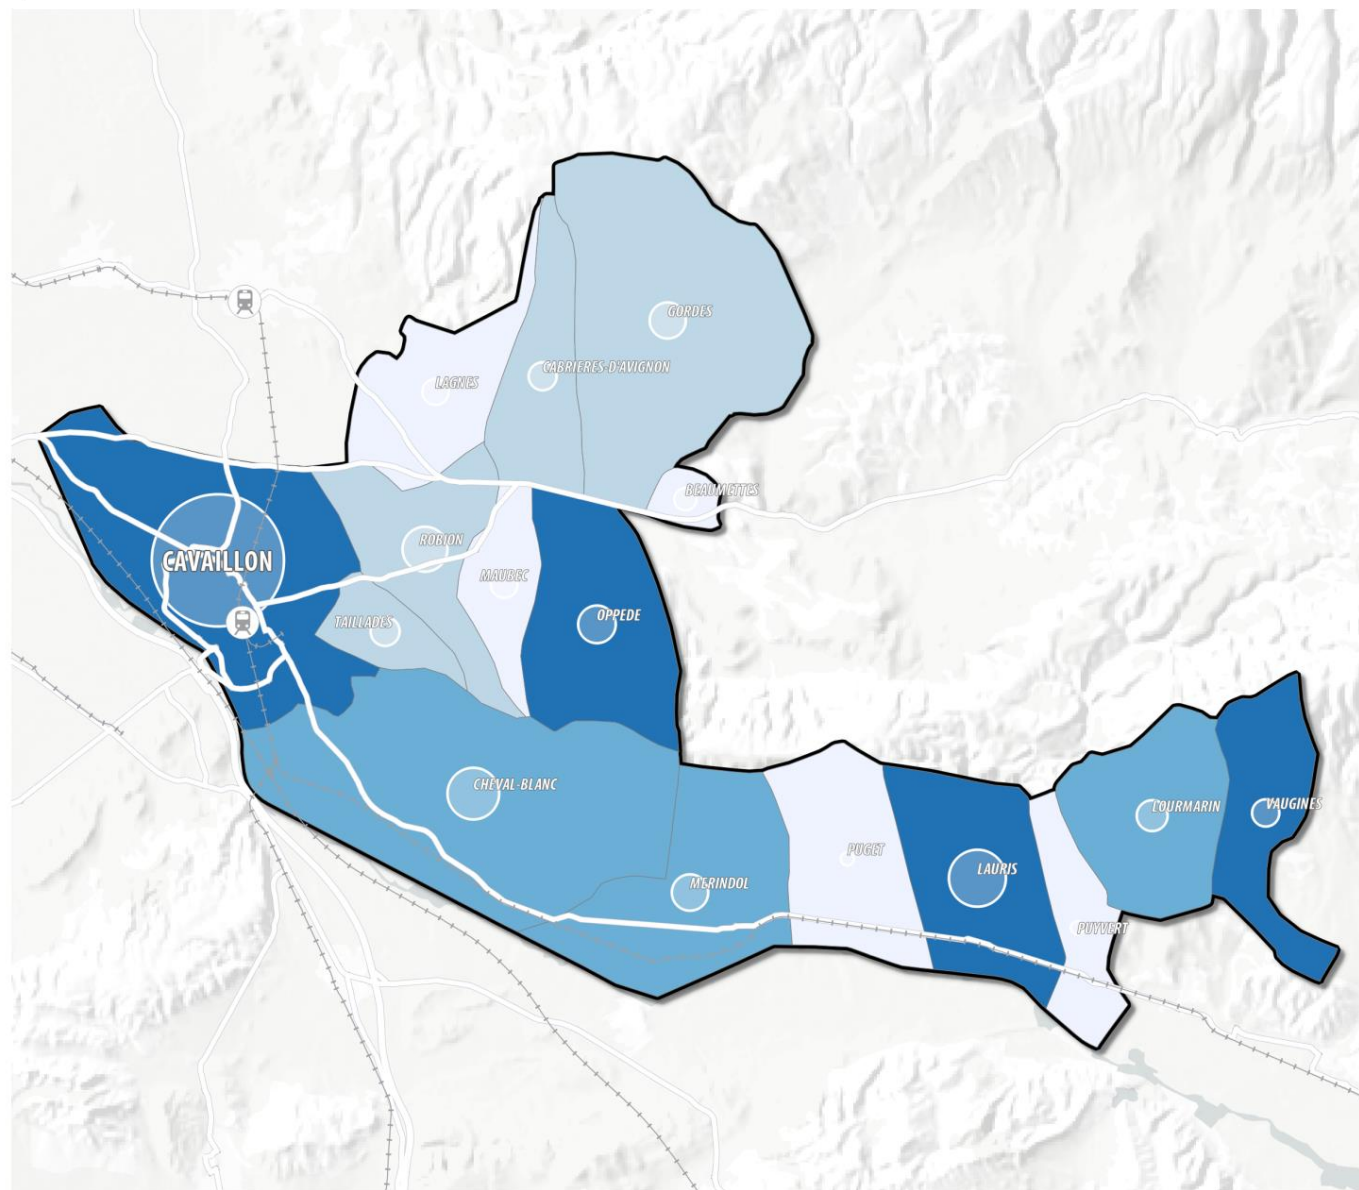 GORDES
CABRIERES-D'AVIGNON
LAGNES
BEAUMETTES
ROBION
CAVAILLON
MAUBEC
OPPEDE
TAILLADES
CHEVAL-BLANC
LOURMARIN
VAUGINES
PUGET
LAURIS
MERINDOL
PUYVERT